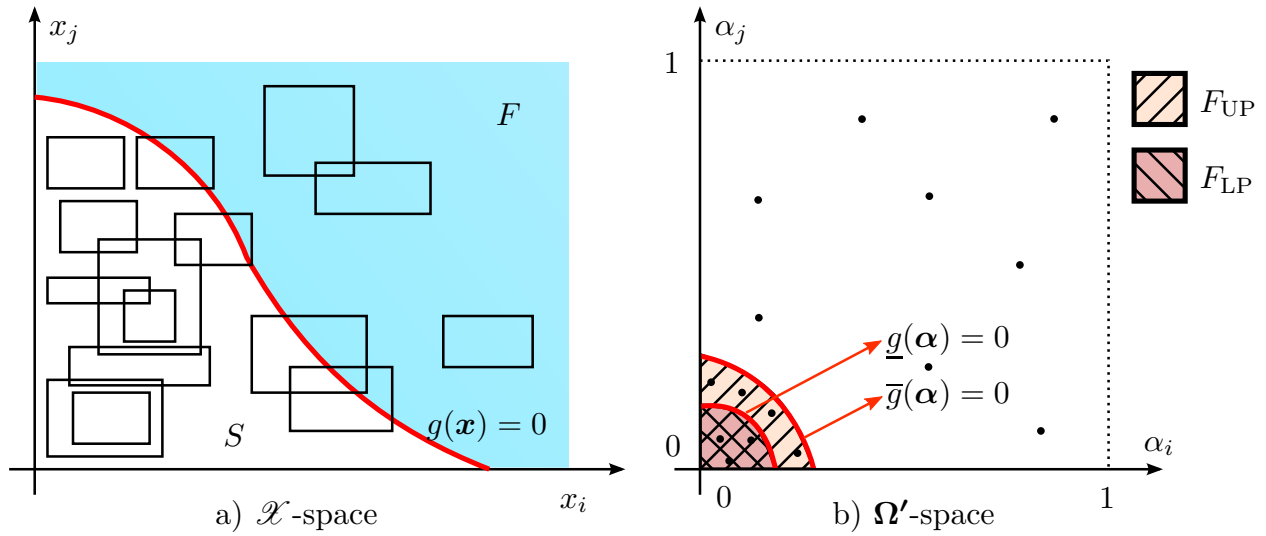 x_j
F
S
g(𝒙) = 0
x_i
a) 𝒳-space
α_j
1
F_UP
F_LP
g̲(𝜶) = 0
g̅(𝜶) = 0
0
α_i
0
1
b) 𝛀′-space